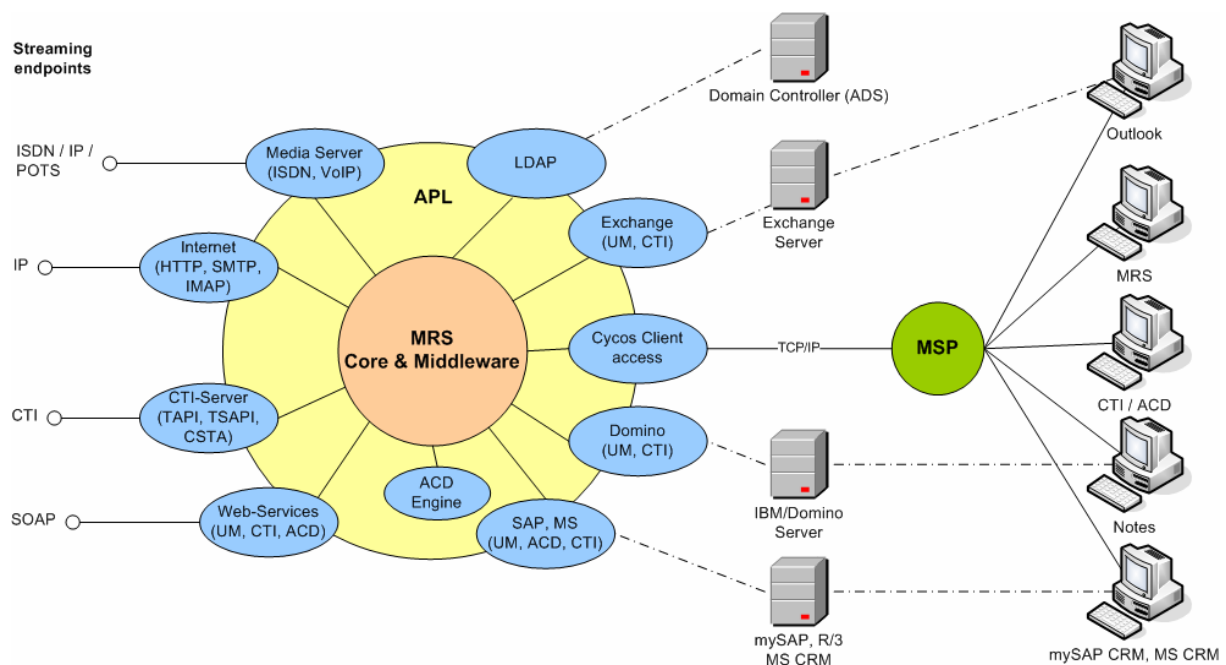 Streaming
endpoints
ISDN / IP /
POTS
IP
CTI
SOAP
Media Server
(ISDN, VoIP)
Internet
(HTTP, SMTP,
IMAP)
CTI-Server
(TAPI, TSAPI,
CSTA)
Web-Services
(UM, CTI, ACD)
APL
MRS
Core & Middleware
ACD
Engine
LDAP
Exchange
(UM, CTI)
Cycos Client
access
Domino
(UM, CTI)
SAP, MS
(UM, ACD, CTI)
TCP/IP
MSP
Domain Controller (ADS)
Exchange
Server
IBM/Domino
Server
mySAP, R/3
MS CRM
Outlook
MRS
CTI / ACD
Notes
mySAP CRM, MS CRM